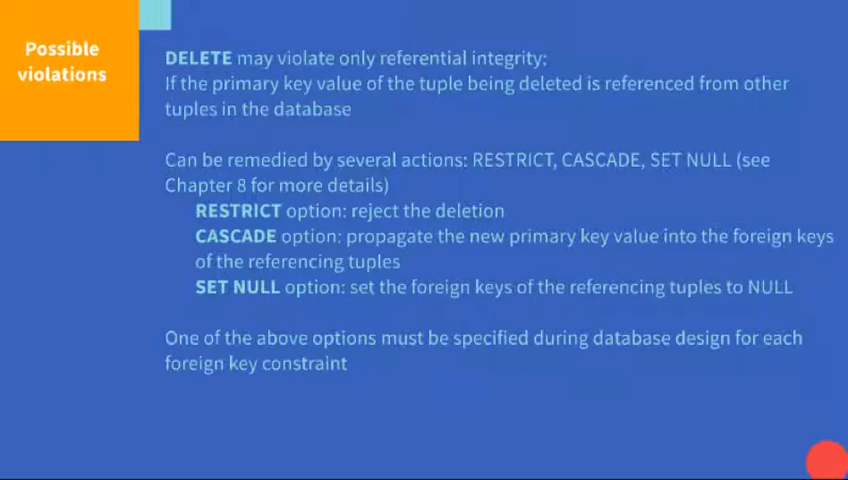 Possible
violations
DELETE may violate only referential integrity:
If the primary key value of the tuple being deleted is referenced from other
tuples in the database
Can be remedied by several actions: RESTRICT, CASCADE, SET NULL (see
Chapter 8 for more details)
RESTRICT option: reject the deletion
CASCADE option: propagate the new primary key value into the foreign keys
of the referencing tuples
SET NULL option: set the foreign keys of the referencing tuples to NULL
One of the above options must be specified during database design for each
foreign key constraint